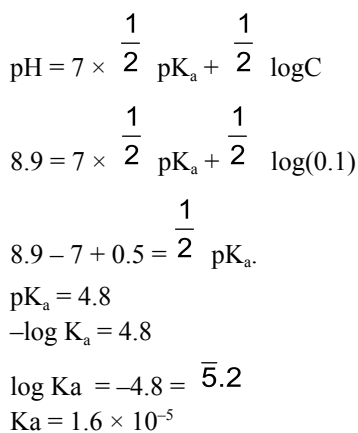 pH = 7 × 1/2 pKₐ + 1/2 logC
8.9 = 7 × 1/2 pKₐ + 1/2 log(0.1)
8.9 – 7 + 0.5 = 1/2 pKₐ.
pKₐ = 4.8
–log Kₐ = 4.8
log Ka = –4.8 = 5̅.2
Ka = 1.6 × 10⁻⁵